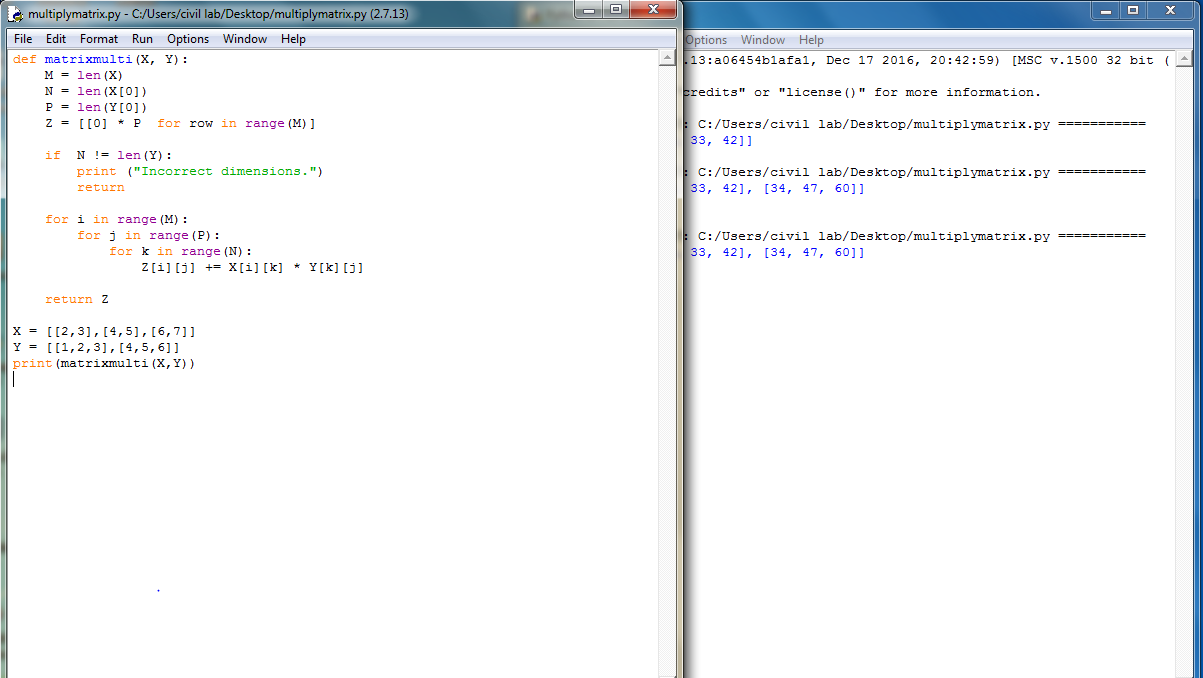 multiplymatrix.py - C:/Users/civil lab/Desktop/multiplymatrix.py (2.7.13)
File Edit Format Run Options Window Help
def matrixmulti(X, Y):
    M = len(X)
    N = len(X[0])
    P = len(Y[0])
    Z = [[0] * P  for row in range(M)]

    if  N != len(Y):
        print ("Incorrect dimensions.")
        return

    for i in range(M):
        for j in range(P):
            for k in range(N):
                Z[i][j] += X[i][k] * Y[k][j]

    return Z

X = [[2,3],[4,5],[6,7]]
Y = [[1,2,3],[4,5,6]]
print(matrixmulti(X,Y))
Options Window Help
.13:a06454b1afa1, Dec 17 2016, 20:42:59) [MSC v.1500 32 bit (
credits" or "license()" for more information.
: C:/Users/civil lab/Desktop/multiplymatrix.py ===========
33, 42]]
: C:/Users/civil lab/Desktop/multiplymatrix.py ===========
33, 42], [34, 47, 60]]
: C:/Users/civil lab/Desktop/multiplymatrix.py ===========
33, 42], [34, 47, 60]]